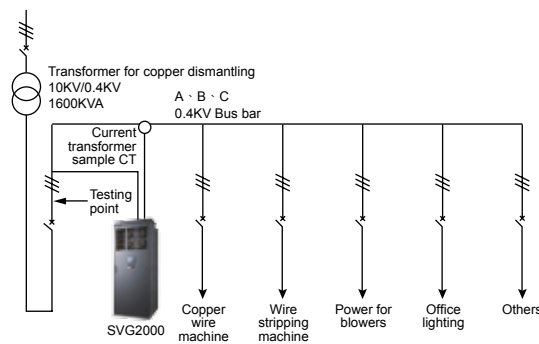 Transformer for copper dismantling
10KV/0.4KV
1600KVA
A、B、C
0.4KV Bus bar
Current
transformer
sample CT
Testing
point
SVG2000
Copper
wire
machine
Wire
stripping
machine
Power for
blowers
Office
lighting
Others